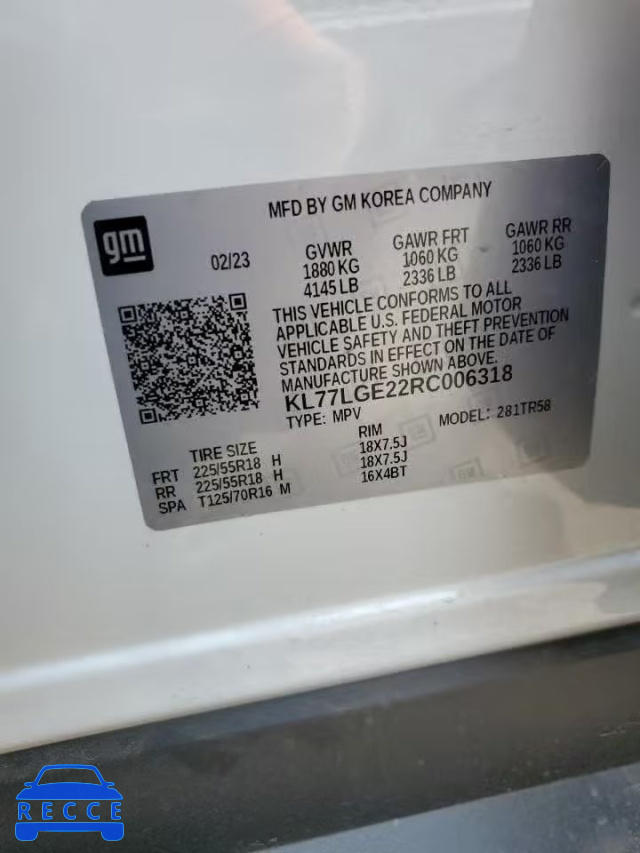 MFD BY GM KOREA COMPANY
gm
02/23
GVWR
1880 KG
4145 LB
GAWR FRT
1060 KG
2336 LB
GAWR RR
1060 KG
2336 LB
THIS VEHICLE CONFORMS TO ALL
APPLICABLE U.S. FEDERAL MOTOR
VEHICLE SAFETY AND THEFT PREVENTION
STANDARDS IN EFFECT ON THE DATE OF
MANUFACTURE SHOWN ABOVE.
KL77LGE22RC006318
TYPE: MPV
MODEL: 281TR58
TIRE SIZE
RIM
FRT 225/55R18 H 18X7.5J
RR 225/55R18 H 18X7.5J
SPA T125/70R16 M 16X4BT
RECCE